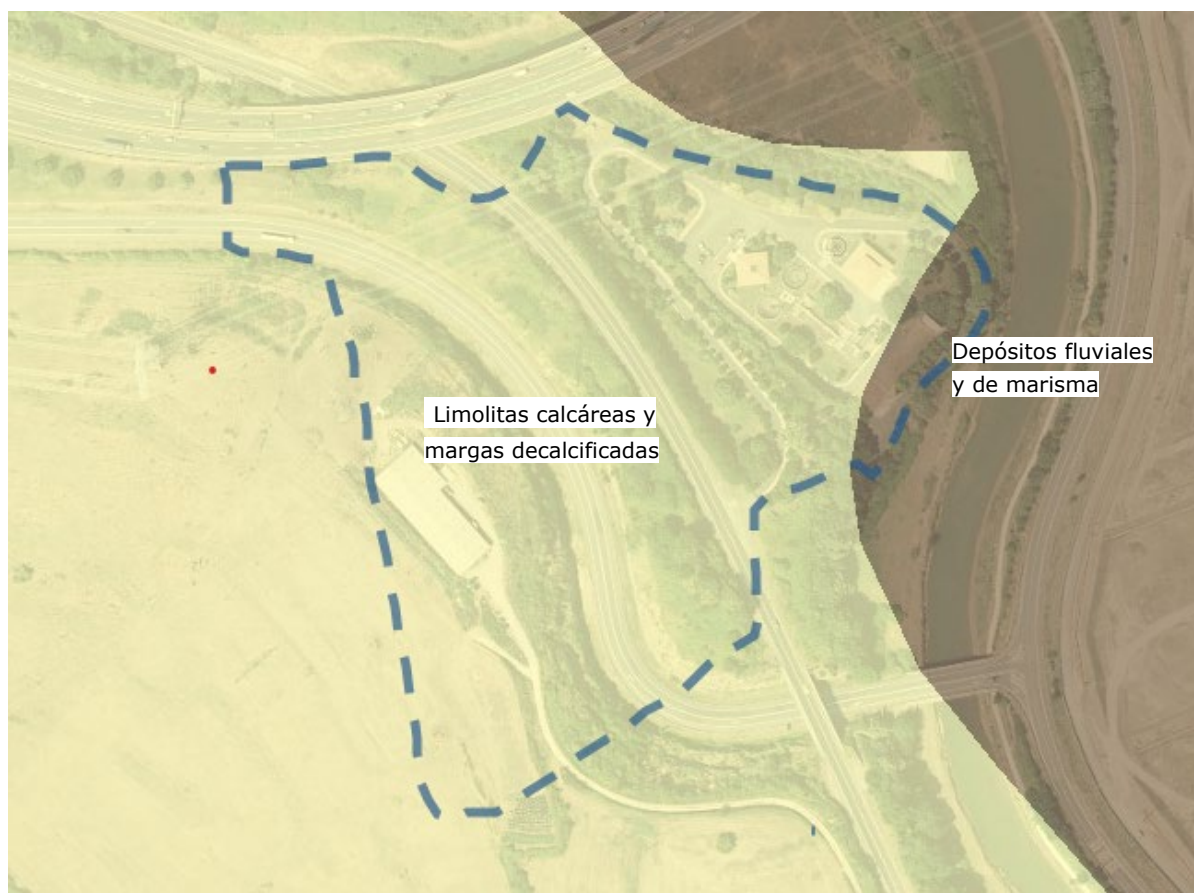 Limolitas calcáreas y
margas decalcificadas
Depósitos fluviales
y de marisma